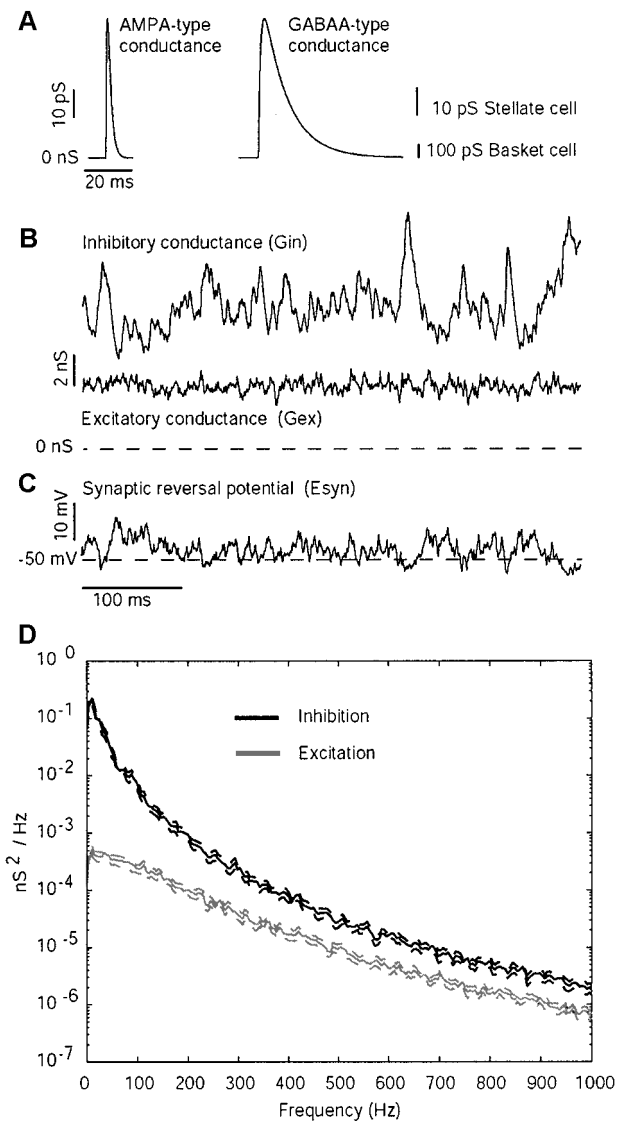 A
AMPA-type
conductance
GABAA-type
conductance
10 pS
10 pS Stellate cell
100 pS Basket cell
0 nS
20 ms
B
Inhibitory conductance (Gin)
2 nS
Excitatory conductance (Gex)
0 nS
C
Synaptic reversal potential (Esyn)
10 mV
-50 mV
100 ms
D
10 0
10 -1
10 -2
10 -3
10 -4
10 -5
10 -6
10 -7
nS 2 / Hz
Inhibition
Excitation
0 100 200 300 400 500 600 700 800 900 1000
Frequency (Hz)